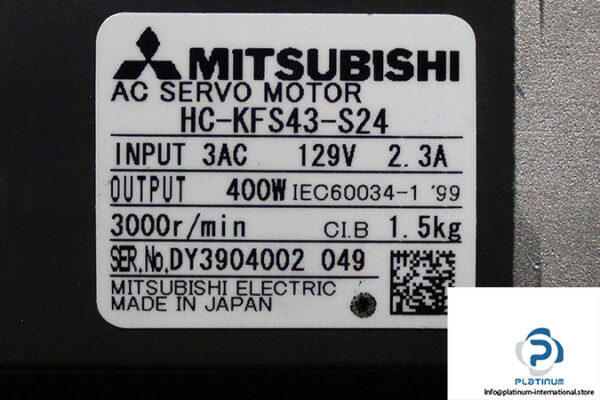 MITSUBISHI
AC SERVO MOTOR
HC-KFS43-S24
INPUT 3AC 129V 2.3A
OUTPUT 400W IEC60034-1 '99
3000r/min CI.B 1.5kg
SER.No.DY3904002 049
MITSUBISHI ELECTRIC
MADE IN JAPAN
PLATINUM
Info@platinum-international.store